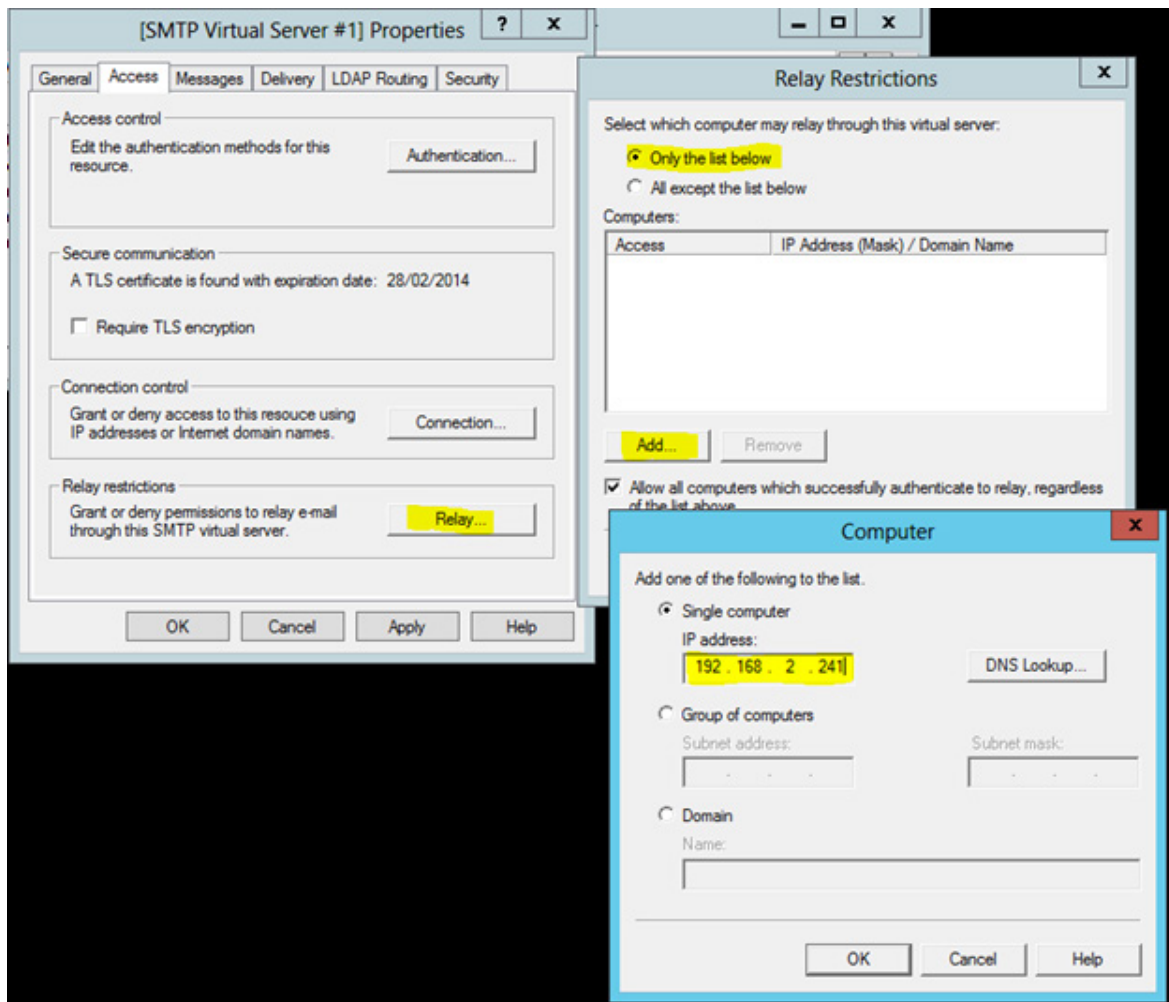 [SMTP Virtual Server #1] Properties
?
x
General
Access
Messages
Delivery
LDAP Routing
Security
Access control
Edit the authentication methods for this
resource.
Authentication...
Secure communication
A TLS certificate is found with expiration date: 28/02/2014
Require TLS encryption
Connection control
Grant or deny access to this resouce using
IP addresses or Internet domain names.
Connection...
Relay restrictions
Grant or deny permissions to relay e-mail
through this SMTP virtual server.
Relay...
OK
Cancel
Apply
Help
x
Relay Restrictions
x
Select which computer may relay through this virtual server:
Only the list below
All except the list below
Computers:
Access
IP Address (Mask) / Domain Name
Add...
Remove
Allow all computers which successfully authenticate to relay, regardless
of the list above.
Computer
x
Add one of the following to the list.
Single computer
IP address:
192 . 168 . 2 . 241
DNS Lookup...
Group of computers
Subnet address:
Subnet mask:
. . .
. . .
Domain
Name:
OK
Cancel
Help